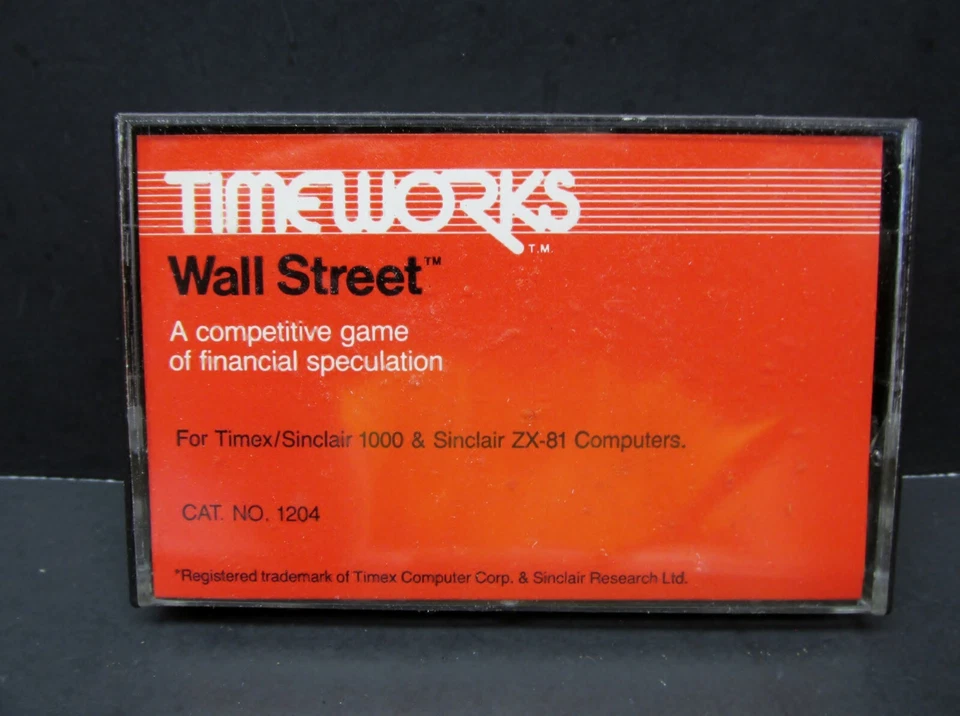 TIMEWORKS
T.M.
Wall Street™
A competitive game
of financial speculation
For Timex/Sinclair 1000 & Sinclair ZX-81 Computers.
CAT. NO. 1204
*Registered trademark of Timex Computer Corp. & Sinclair Research Ltd.